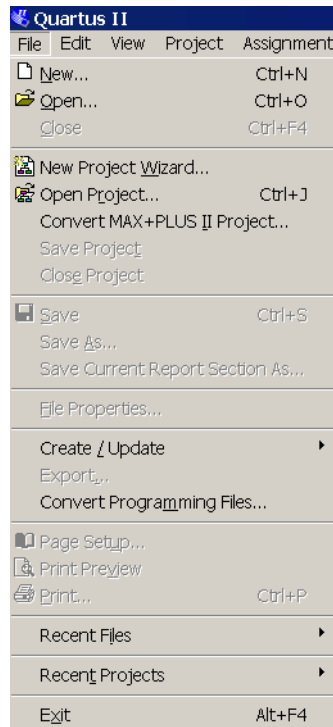 Quartus II
File Edit View Project Assignment
New... Ctrl+N
Open... Ctrl+O
Close Ctrl+F4
New Project Wizard...
Open Project... Ctrl+J
Convert MAX+PLUS II Project...
Save Project
Close Project
Save Ctrl+S
Save As...
Save Current Report Section As...
File Properties...
Create / Update
Export...
Convert Programming Files...
Page Setup...
Print Preview
Print... Ctrl+P
Recent Files
Recent Projects
Exit Alt+F4